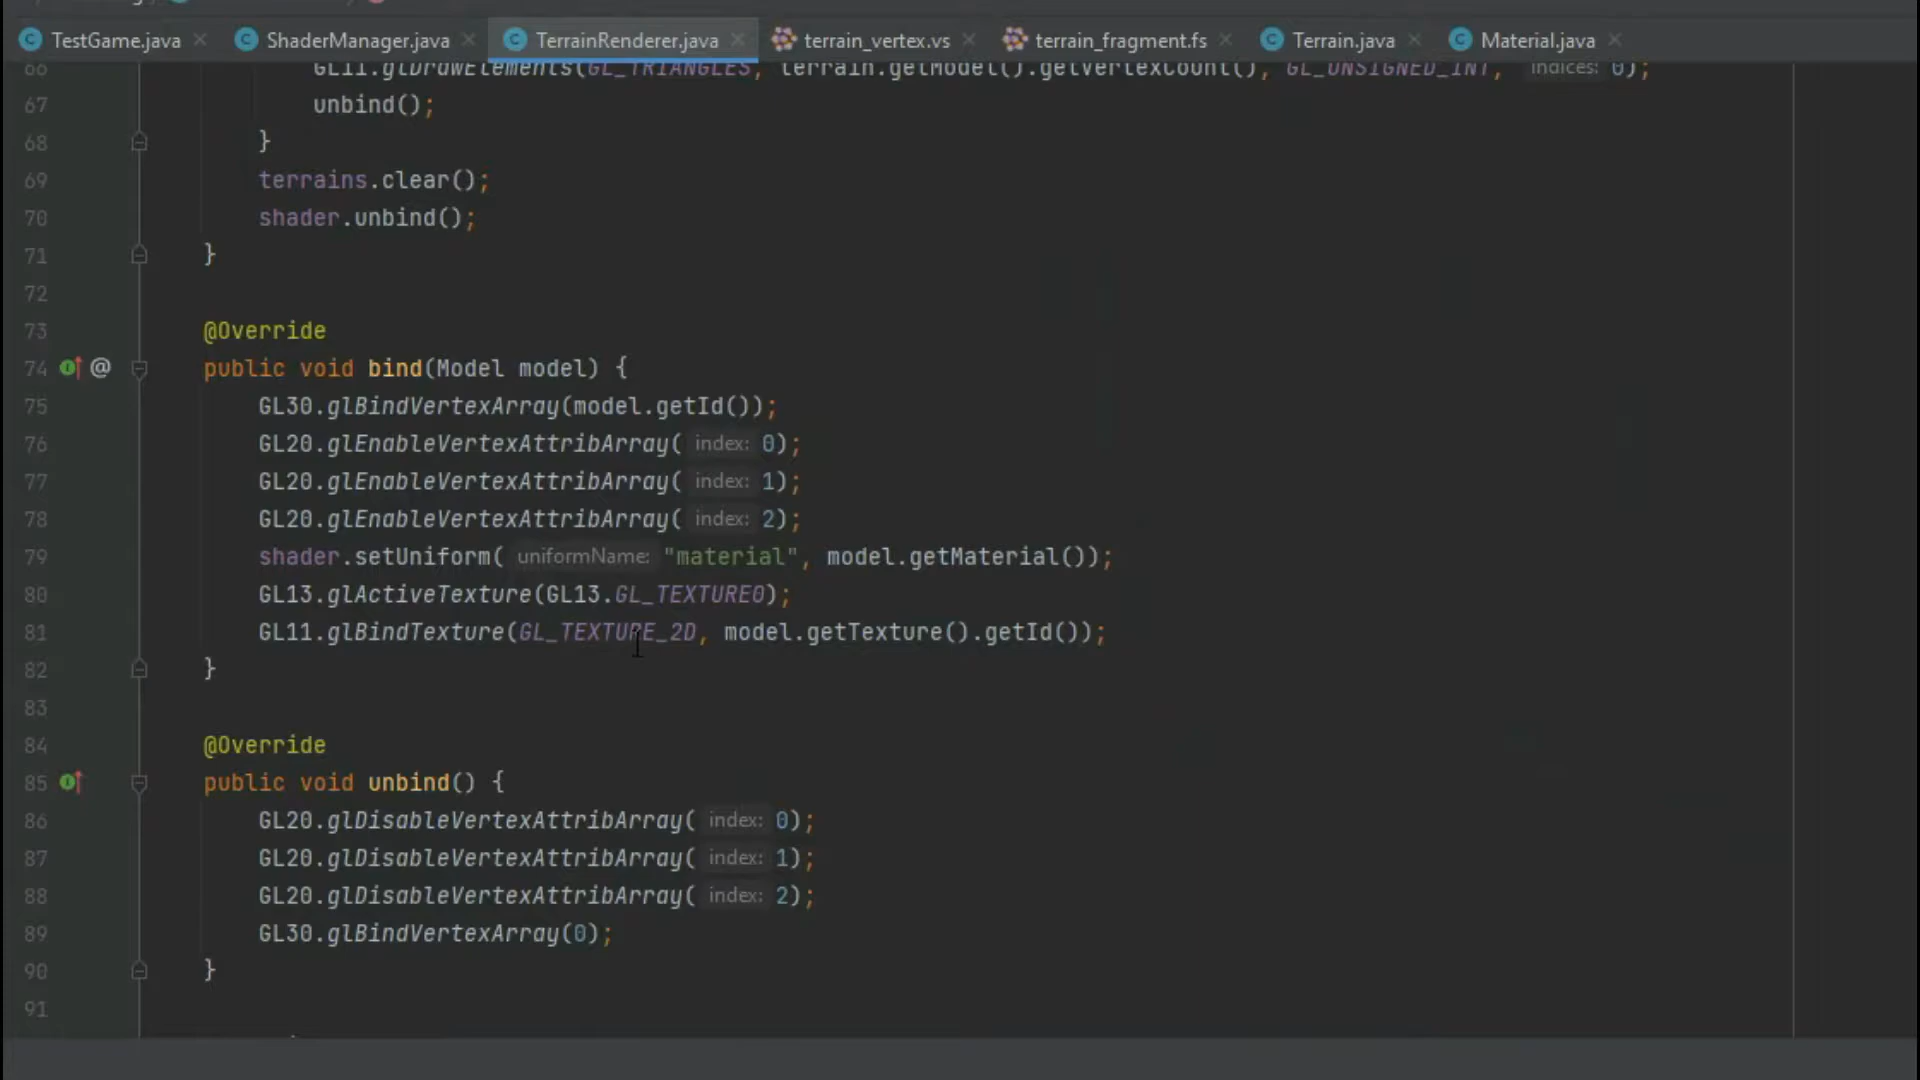 TestGame.java ShaderManager.java TerrainRenderer.java terrain_vertex.vs terrain_fragment.fs Terrain.java Material.java
66 GL11.glDrawElements(GL_TRIANGLES, terrain.getModel().getVertexCount(), GL_UNSIGNED_INT, indices: 0);
67 unbind();
68 }
69 terrains.clear();
70 shader.unbind();
71 }
72
73 @Override
74 @ public void bind(Model model) {
75 GL30.glBindVertexArray(model.getId());
76 GL20.glEnableVertexAttribArray( index: 0);
77 GL20.glEnableVertexAttribArray( index: 1);
78 GL20.glEnableVertexAttribArray( index: 2);
79 shader.setUniform( uniformName: "material", model.getMaterial());
80 GL13.glActiveTexture(GL13.GL_TEXTURE0);
81 GL11.glBindTexture(GL_TEXTURE_2D, model.getTexture().getId());
82 }
83
84 @Override
85 public void unbind() {
86 GL20.glDisableVertexAttribArray( index: 0);
87 GL20.glDisableVertexAttribArray( index: 1);
88 GL20.glDisableVertexAttribArray( index: 2);
89 GL30.glBindVertexArray(0);
90 }
91